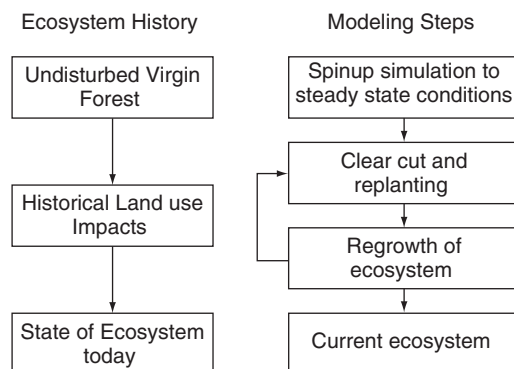 Ecosystem History
Undisturbed Virgin
Forest
Historical Land use
Impacts
State of Ecosystem
today
Modeling Steps
Spinup simulation to
steady state conditions
Clear cut and
replanting
Regrowth of
ecosystem
Current ecosystem